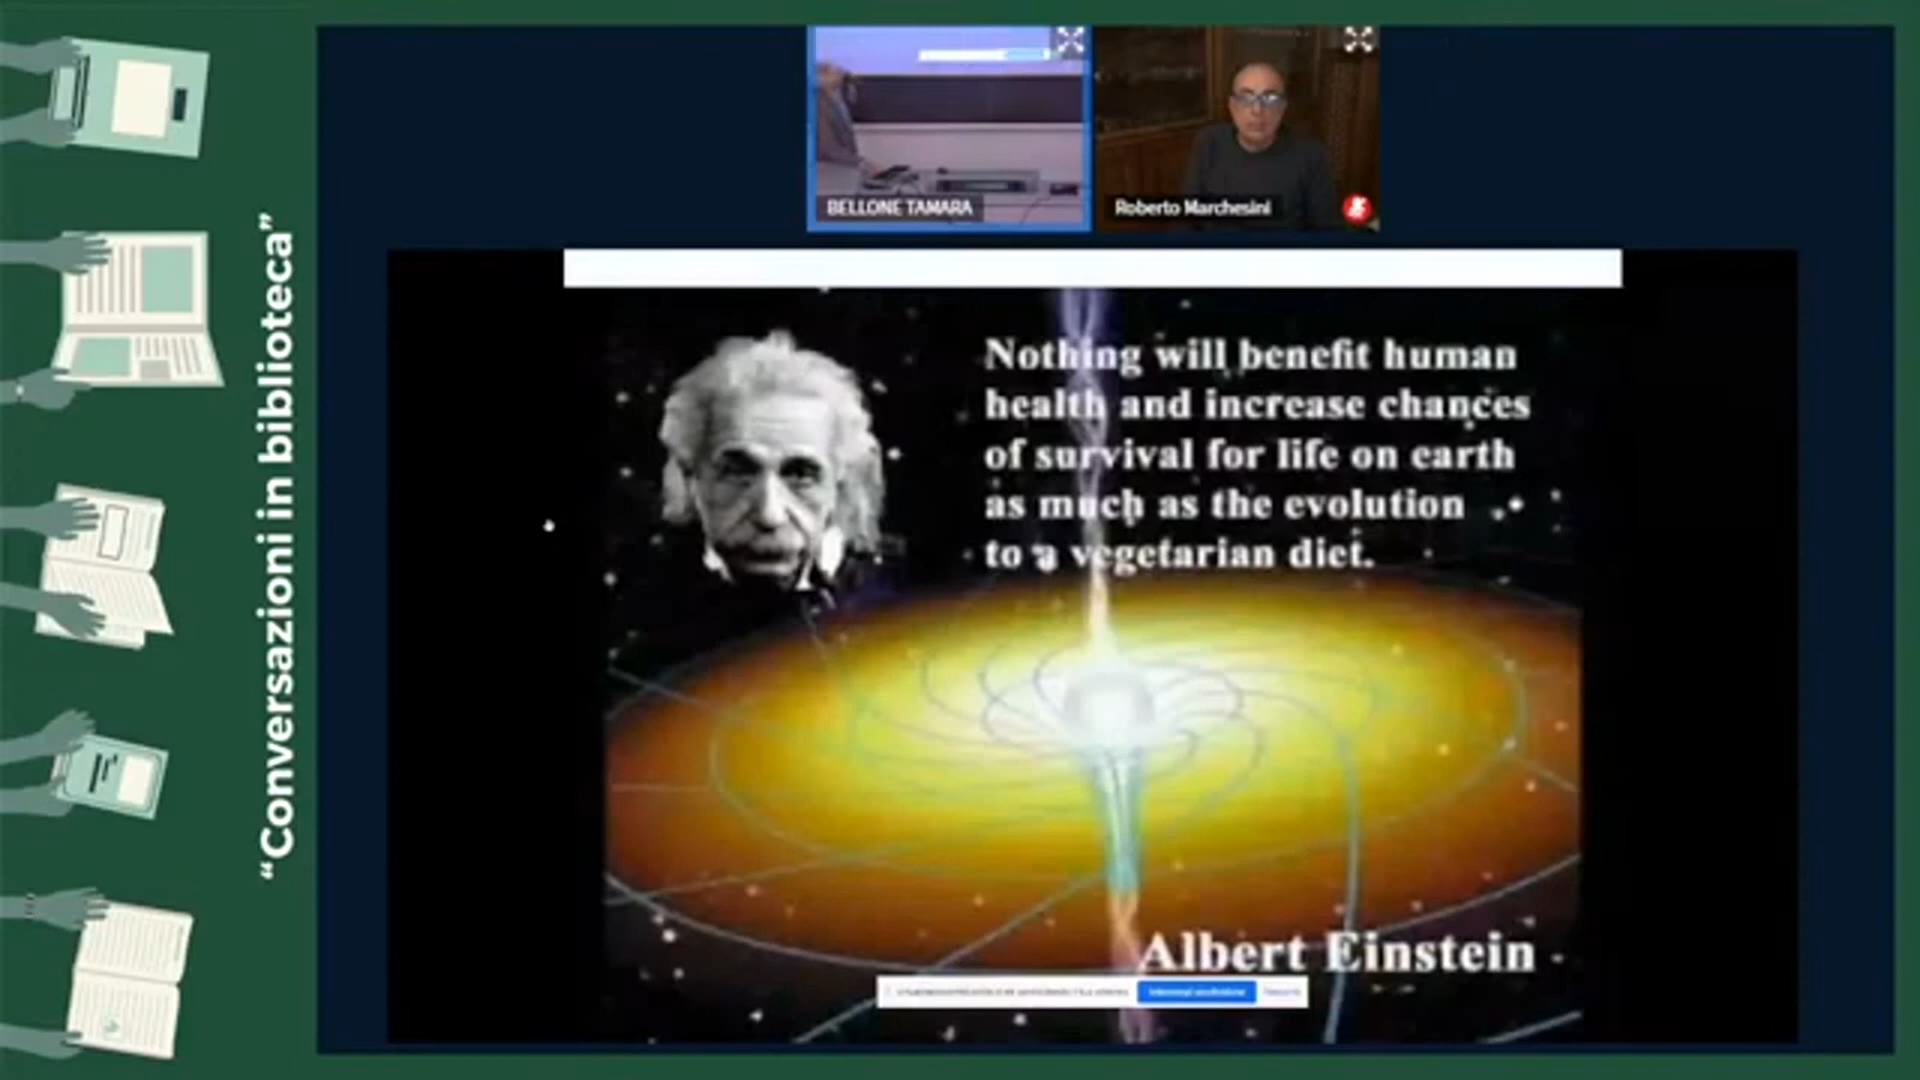 “Conversazioni in biblioteca”
BELLONE TAMARA
Roberto Marchesini
Nothing will benefit human
health and increase chances
of survival for life on earth
as much as the evolution
to a vegetarian diet.
Albert Einstein